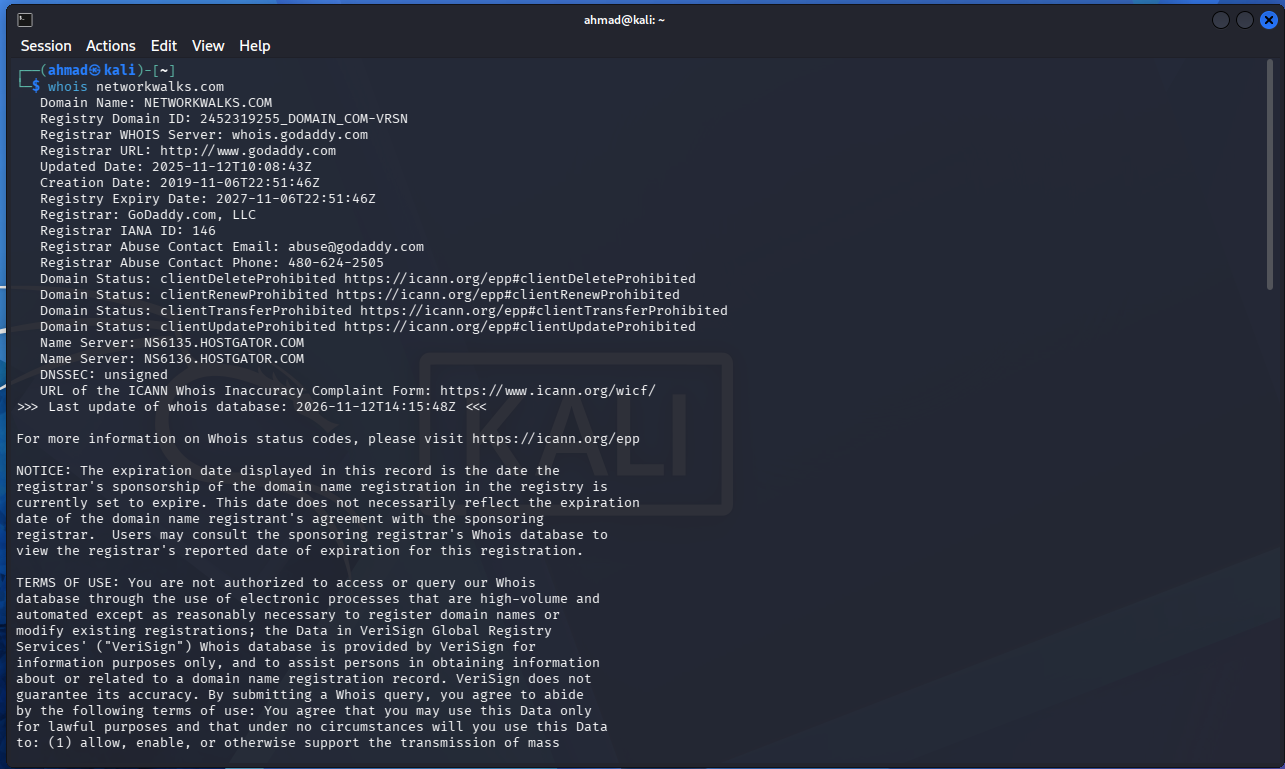 ahmad@kali: ~
Session Actions Edit View Help
┌──(ahmad㉿kali)-[~]
└─$ whois networkwalks.com
Domain Name: NETWORKWALKS.COM
Registry Domain ID: 2452319255_DOMAIN_COM-VRSN
Registrar WHOIS Server: whois.godaddy.com
Registrar URL: http://www.godaddy.com
Updated Date: 2025-11-12T10:08:43Z
Creation Date: 2019-11-06T22:51:46Z
Registry Expiry Date: 2027-11-06T22:51:46Z
Registrar: GoDaddy.com, LLC
Registrar IANA ID: 146
Registrar Abuse Contact Email: abuse@godaddy.com
Registrar Abuse Contact Phone: 480-624-2505
Domain Status: clientDeleteProhibited https://icann.org/epp#clientDeleteProhibited
Domain Status: clientRenewProhibited https://icann.org/epp#clientRenewProhibited
Domain Status: clientTransferProhibited https://icann.org/epp#clientTransferProhibited
Domain Status: clientUpdateProhibited https://icann.org/epp#clientUpdateProhibited
Name Server: NS6135.HOSTGATOR.COM
Name Server: NS6136.HOSTGATOR.COM
DNSSEC: unsigned
URL of the ICANN Whois Inaccuracy Complaint Form: https://www.icann.org/wicf/
>>> Last update of whois database: 2026-11-12T14:15:48Z <<<
For more information on Whois status codes, please visit https://icann.org/epp
NOTICE: The expiration date displayed in this record is the date the
registrar's sponsorship of the domain name registration in the registry is
currently set to expire. This date does not necessarily reflect the expiration
date of the domain name registrant's agreement with the sponsoring
registrar.  Users may consult the sponsoring registrar's Whois database to
view the registrar's reported date of expiration for this registration.
TERMS OF USE: You are not authorized to access or query our Whois
database through the use of electronic processes that are high-volume and
automated except as reasonably necessary to register domain names or
modify existing registrations; the Data in VeriSign Global Registry
Services' ("VeriSign") Whois database is provided by VeriSign for
information purposes only, and to assist persons in obtaining information
about or related to a domain name registration record. VeriSign does not
guarantee its accuracy. By submitting a Whois query, you agree to abide
by the following terms of use: You agree that you may use this Data only
for lawful purposes and that under no circumstances will you use this Data
to: (1) allow, enable, or otherwise support the transmission of mass
KALI